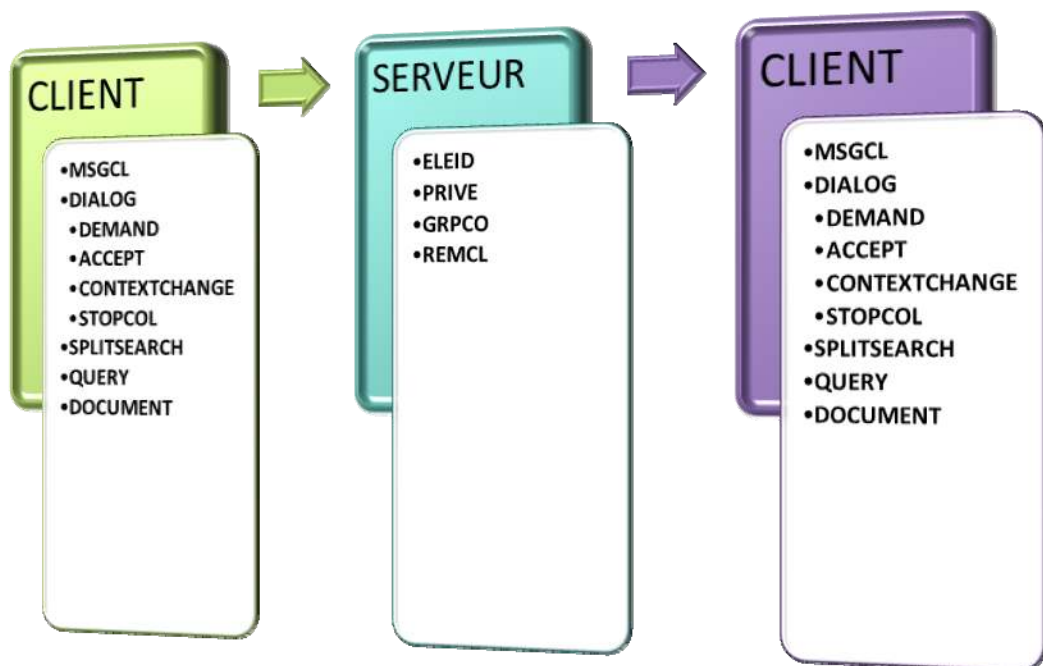 CLIENT
•MSGCL
•DIALOG
•DEMAND
•ACCEPT
•CONTEXTCHANGE
•STOPCOL
•SPLITSEARCH
•QUERY
•DOCUMENT
SERVEUR
•ELEID
•PRIVE
•GRPCO
•REMCL
CLIENT
•MSGCL
•DIALOG
•DEMAND
•ACCEPT
•CONTEXTCHANGE
•STOPCOL
•SPLITSEARCH
•QUERY
•DOCUMENT